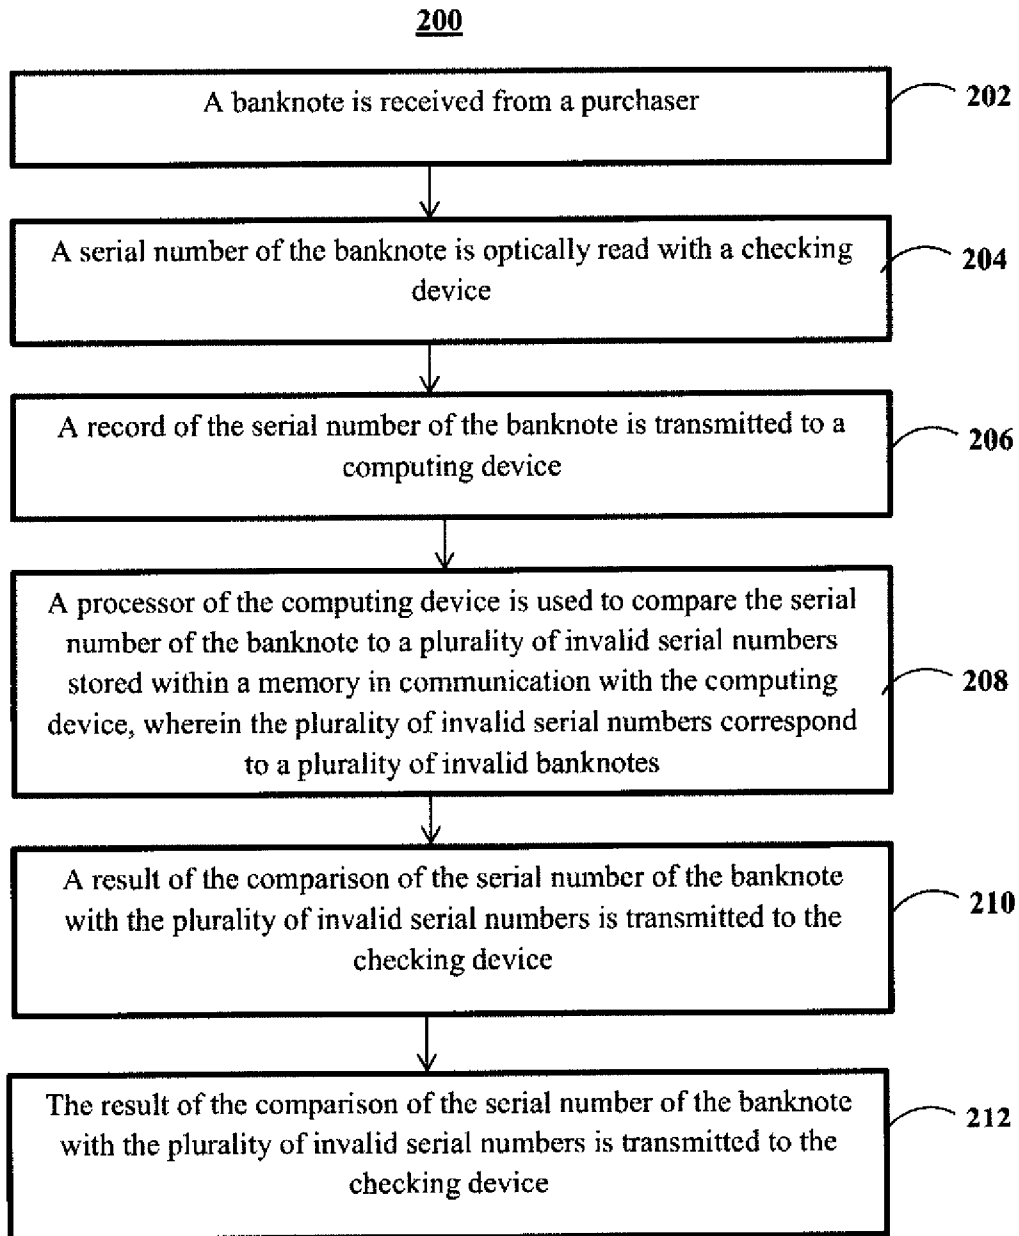 200
A banknote is received from a purchaser
202
A serial number of the banknote is optically read with a checking
device
204
A record of the serial number of the banknote is transmitted to a
computing device
206
A processor of the computing device is used to compare the serial
number of the banknote to a plurality of invalid serial numbers
stored within a memory in communication with the computing
device, wherein the plurality of invalid serial numbers correspond
to a plurality of invalid banknotes
208
A result of the comparison of the serial number of the banknote
with the plurality of invalid serial numbers is transmitted to the
checking device
210
The result of the comparison of the serial number of the banknote
with the plurality of invalid serial numbers is transmitted to the
checking device
212